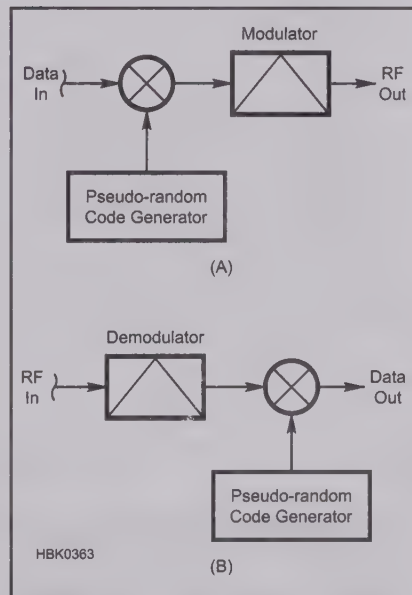 Modulator
Data
In
RF
Out
Pseudo-random
Code Generator
(A)
Demodulator
RF
In
Data
Out
Pseudo-random
Code Generator
HBK0363
(B)